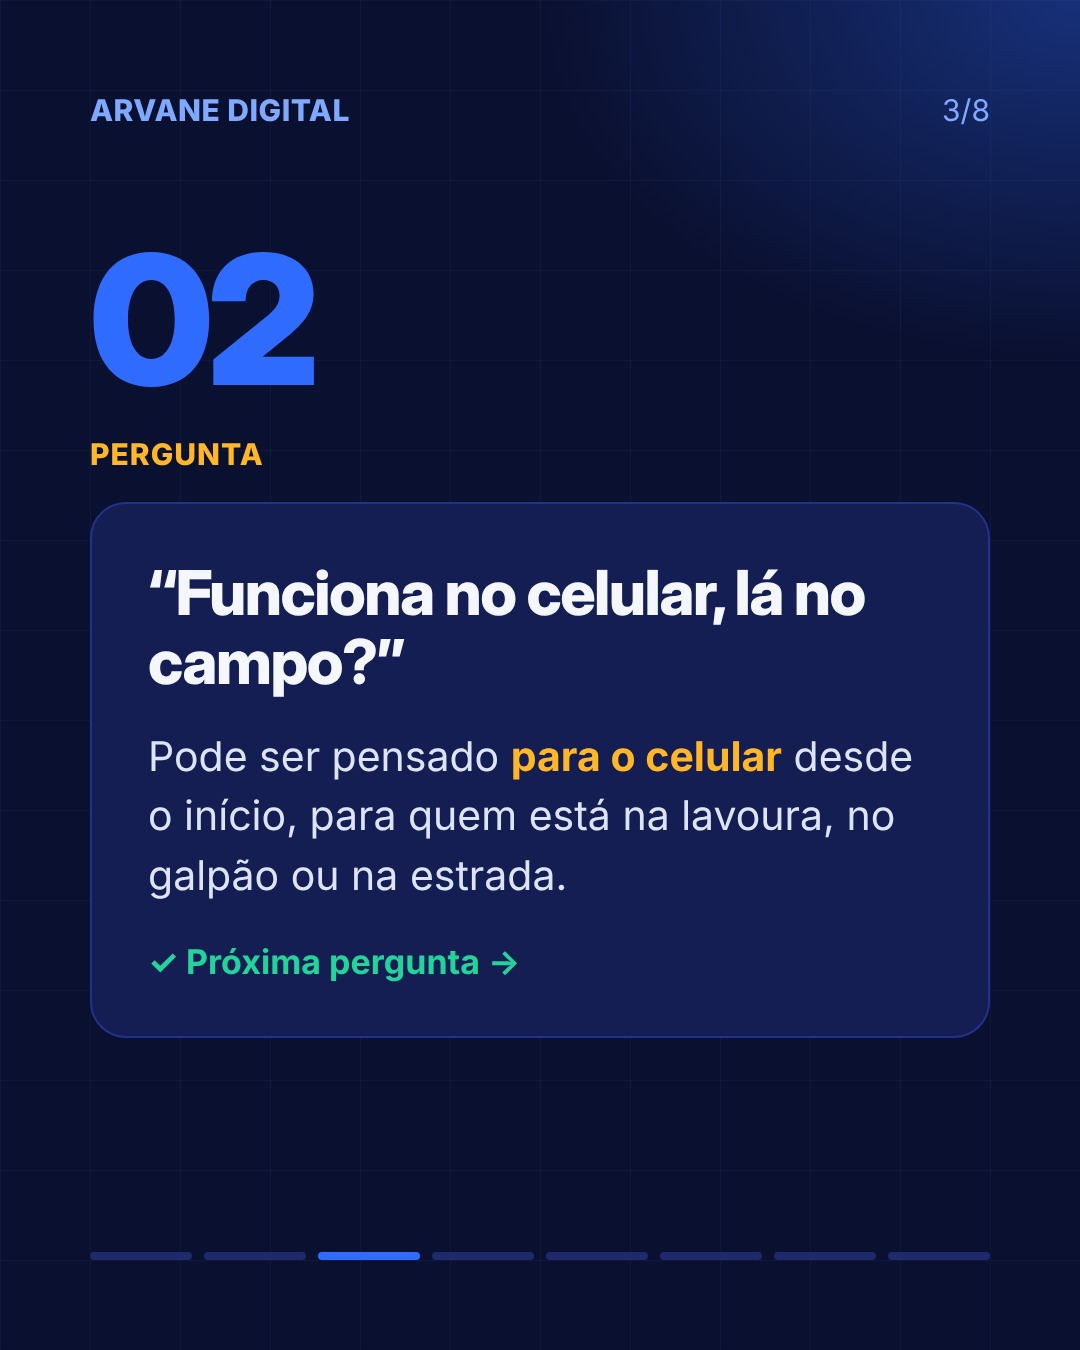 ARVANE DIGITAL
3/8
02
PERGUNTA
“Funciona no celular, lá no
campo?”
Pode ser pensado para o celular desde
o início, para quem está na lavoura, no
galpão ou na estrada.
✓ Próxima pergunta →